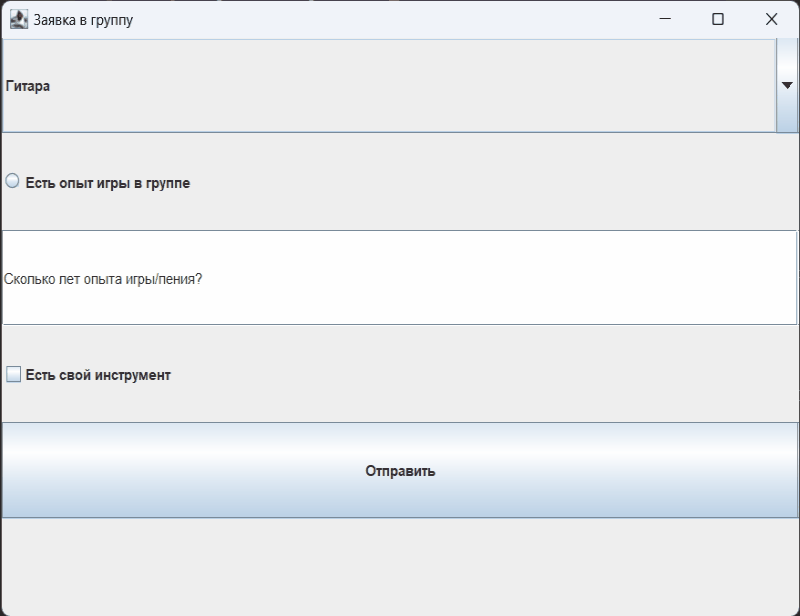 Заявка в группу
Гитара
Есть опыт игры в группе
Сколько лет опыта игры/пения?
Есть свой инструмент
Отправить